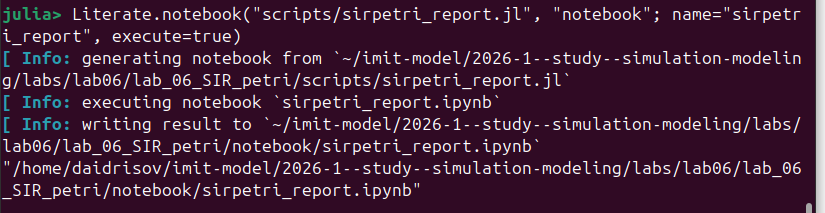 julia> Literate.notebook("scripts/sirpetri_report.jl", "notebook"; name="sirpetr
i_report", execute=true)
[ Info: generating notebook from `~/imit-model/2026-1--study--simulation-modelin
g/labs/lab06/lab_06_SIR_petri/scripts/sirpetri_report.jl`
[ Info: executing notebook `sirpetri_report.ipynb`
[ Info: writing result to `~/imit-model/2026-1--study--simulation-modeling/labs/
lab06/lab_06_SIR_petri/notebook/sirpetri_report.ipynb`
"/home/daidrisov/imit-model/2026-1--study--simulation-modeling/labs/lab06/lab_06
_SIR_petri/notebook/sirpetri_report.ipynb"